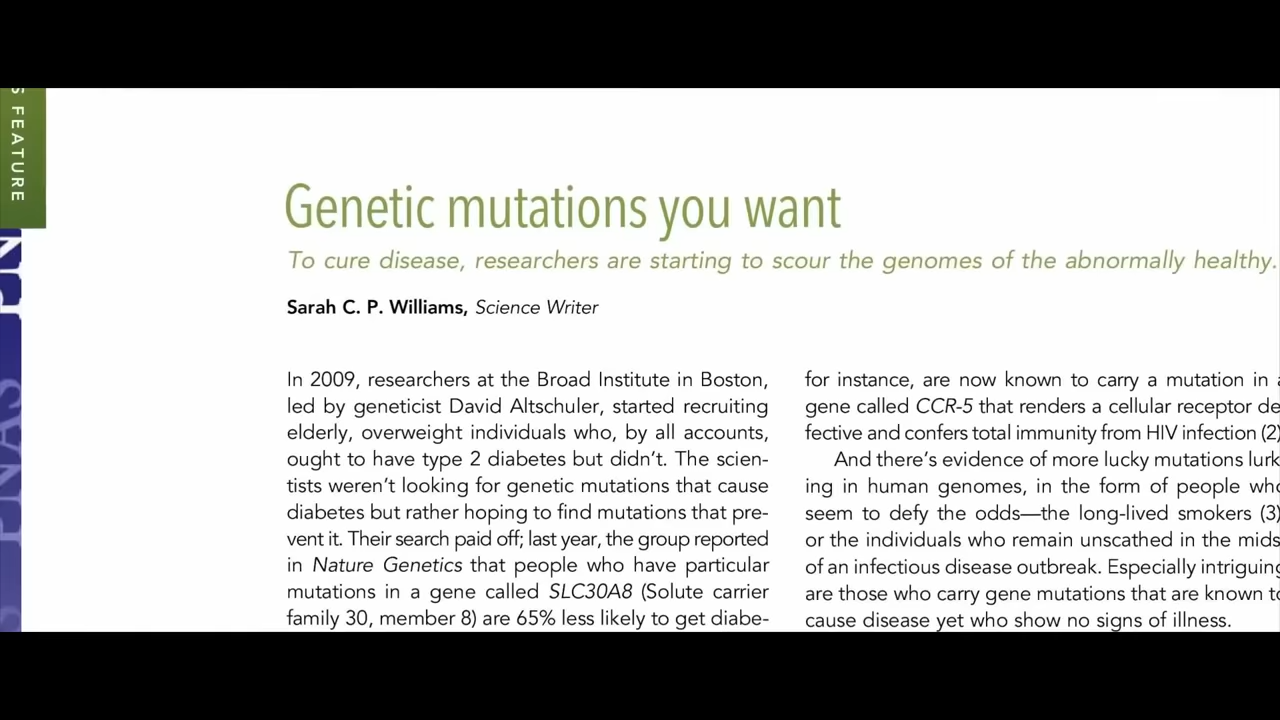 S FEATURE
Genetic mutations you want
To cure disease, researchers are starting to scour the genomes of the abnormally healthy.
Sarah C. P. Williams, Science Writer
In 2009, researchers at the Broad Institute in Boston,
led by geneticist David Altschuler, started recruiting
elderly, overweight individuals who, by all accounts,
ought to have type 2 diabetes but didn't. The scien-
tists weren't looking for genetic mutations that cause
diabetes but rather hoping to find mutations that pre-
vent it. Their search paid off; last year, the group reported
in Nature Genetics that people who have particular
mutations in a gene called SLC30A8 (Solute carrier
family 30, member 8) are 65% less likely to get diabe-
for instance, are now known to carry a mutation in a
gene called CCR-5 that renders a cellular receptor de
fective and confers total immunity from HIV infection (2)
And there's evidence of more lucky mutations lurk
ing in human genomes, in the form of people who
seem to defy the odds—the long-lived smokers (3)
or the individuals who remain unscathed in the mids
of an infectious disease outbreak. Especially intriguing
are those who carry gene mutations that are known to
cause disease yet who show no signs of illness.
PNAS